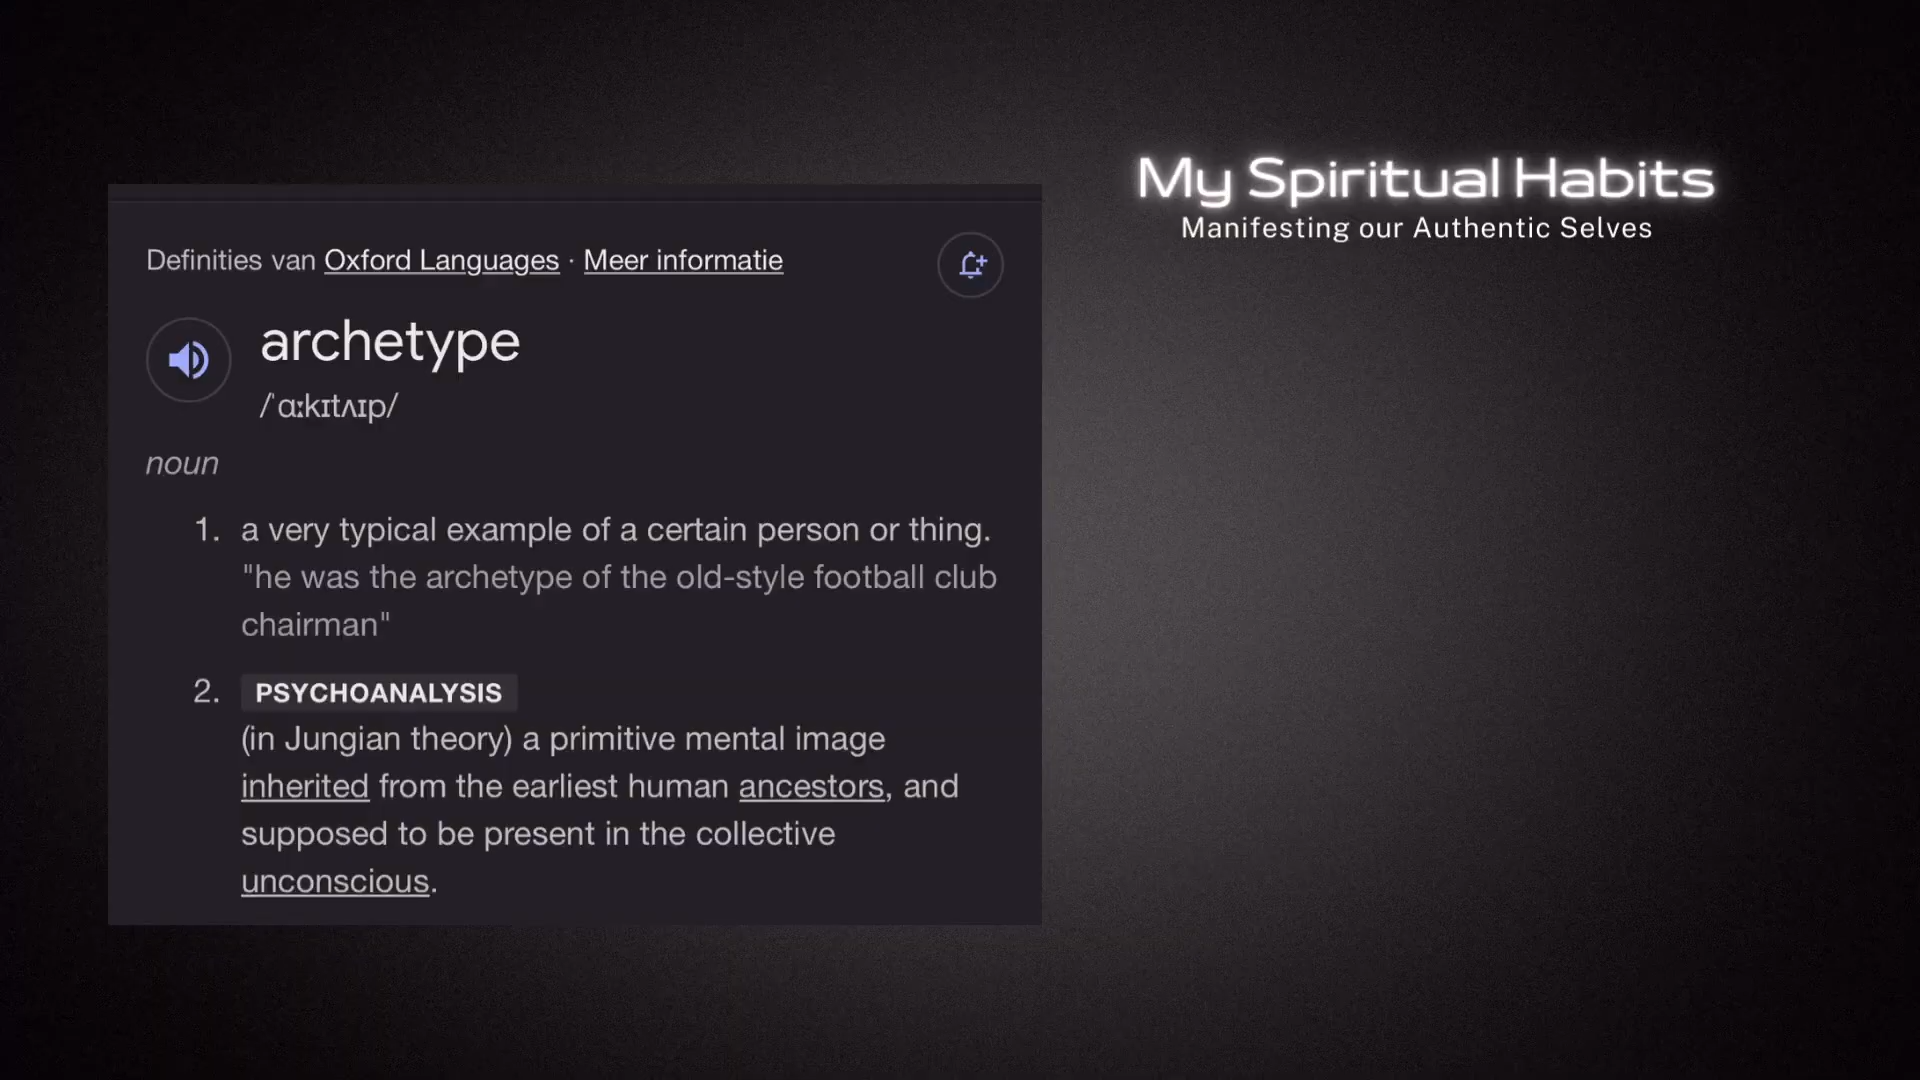 My Spiritual Habits
Manifesting our Authentic Selves
Definities van Oxford Languages · Meer informatie
archetype
/ˈɑːkɪtʌɪp/
noun
1. a very typical example of a certain person or thing.
"he was the archetype of the old-style football club
chairman"
2. PSYCHOANALYSIS
(in Jungian theory) a primitive mental image
inherited from the earliest human ancestors, and
supposed to be present in the collective
unconscious.